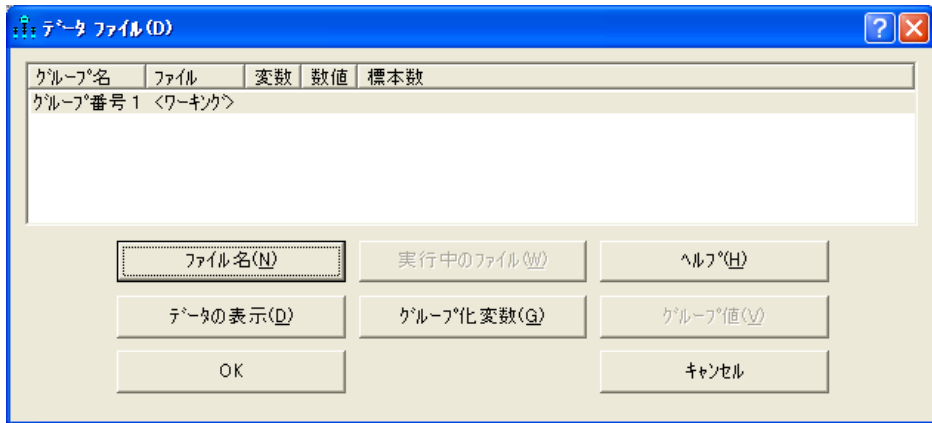 ﾃﾞｰﾀ ﾌｧｲﾙ(D)
ｸﾞﾙｰﾌﾟ名 ﾌｧｲﾙ 変数 数値 標本数
ｸﾞﾙｰﾌﾟ番号 1 <ﾜｰｷﾝｸﾞ>
ﾌｧｲﾙ名(N) 実行中のﾌｧｲﾙ(W) ﾍﾙﾌﾟ(H)
ﾃﾞｰﾀの表示(D) ｸﾞﾙｰﾌﾟ化変数(G) ｸﾞﾙｰﾌﾟ値(V)
OK ｷｬﾝｾﾙ